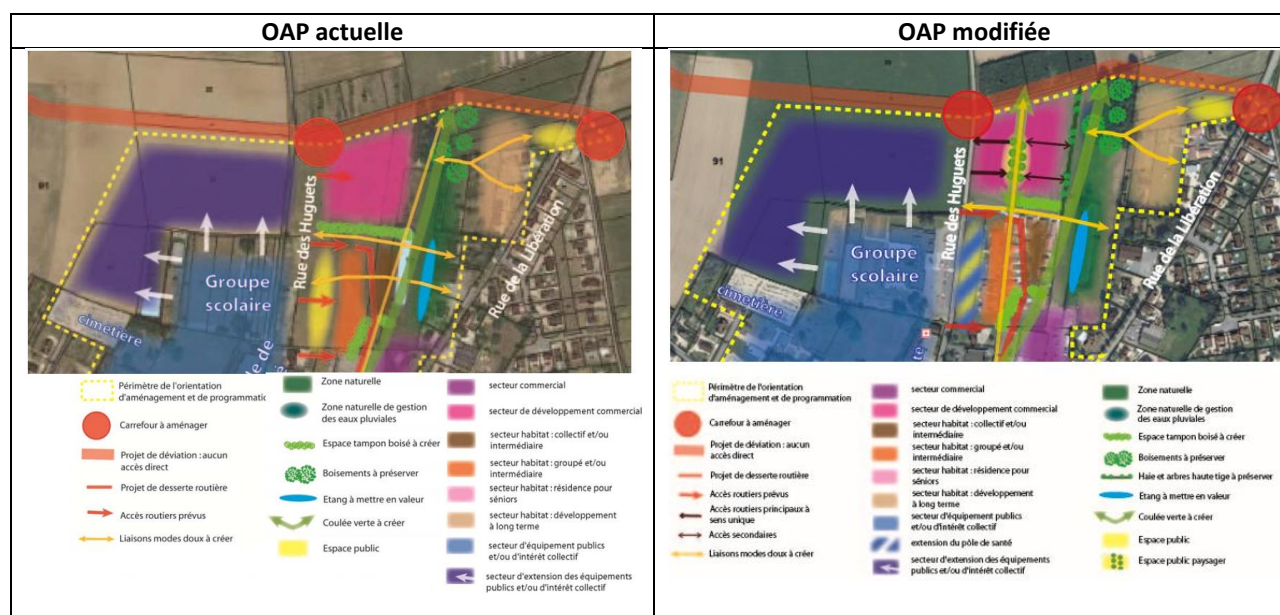 OAP actuelle
OAP modifiée
91
Rue des Huguets
Rue de la Libération
Groupe
scolaire
cimetière
91
Rue des Huguets
Rue de la Libération
Groupe
scolaire
cimetière
Périmètre de l'orientation
d'aménagement et de programmatic
Carrefour à aménager
Projet de déviation : aucun
accès direct
Projet de desserte routière
Accès routiers prévus
Liaisons modes doux à créer
Zone naturelle
Zone naturelle de gestion
des eaux pluviales
Espace tampon boisé à créer
Boisements à préserver
Etang à mettre en valeur
Coulée verte à créer
Espace public
secteur commercial
secteur de développement commercial
secteur habitat : collectif et/ou
intermédiaire
secteur habitat : groupé et/ou
intermédiaire
secteur habitat : résidence pour
séniors
secteur habitat : développement
à long terme
secteur d'équipement publics
et/ou d'intérêt collectif
secteur d'extension des équipements
publics et/ou d'intérêt collectif
Périmètre de l'orientation
d'aménagement et de programmation
Carrefour à aménager
Projet de déviation : aucun
accès direct
Projet de desserte routière
Accès routiers prévus
Accès routiers principaux à
sens unique
Accès secondaires
Liaisons modes doux à créer
secteur commercial
secteur de développement commercial
secteur habitat : collectif et/ou
intermédiaire
secteur habitat : groupé et/ou
intermédiaire
secteur habitat : résidence pour
séniors
secteur habitat : développement
à long terme
secteur d'équipement publics
et/ou d'intérêt collectif
extension du pôle de santé
secteur d'extension des équipements
publics et/ou d'intérêt collectif
Zone naturelle
Zone naturelle de gestion
des eaux pluviales
Espace tampon boisé à créer
Boisements à préserver
Haie et arbres haute tige à préserver
Etang à mettre en valeur
Coulée verte à créer
Espace public
Espace public paysager